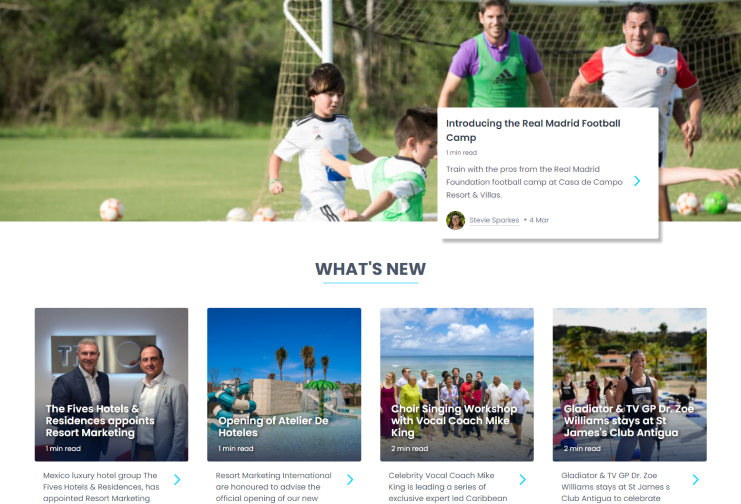 Introducing the Real Madrid Football
Camp
1 min read
Train with the pros from the Real Madrid
Foundation football camp at Casa de Campo
Resort & Villas.
Stevie Sparkes • 4 Mar
WHAT'S NEW
The Fives Hotels &
Residences appoints
Resort Marketing
1 min read
Mexico luxury hotel group The
Fives Hotels & Residences, has
appointed Resort Marketing
Opening of Atelier De
Hoteles
1 min read
Resort Marketing International
are honoured to advise the
official opening of our new
Choir Singing Workshop
with Vocal Coach Mike
King
2 min read
Celebrity Vocal Coach Mike
King is leading a series of
exclusive expert led Caribbean
Gladiator & TV GP Dr. Zoe
Williams stays at St
James's Club Antigua
2 min read
Gladiator & TV GP Dr. Zoe
Williams stays at St James s
Club Antigua to celebrate